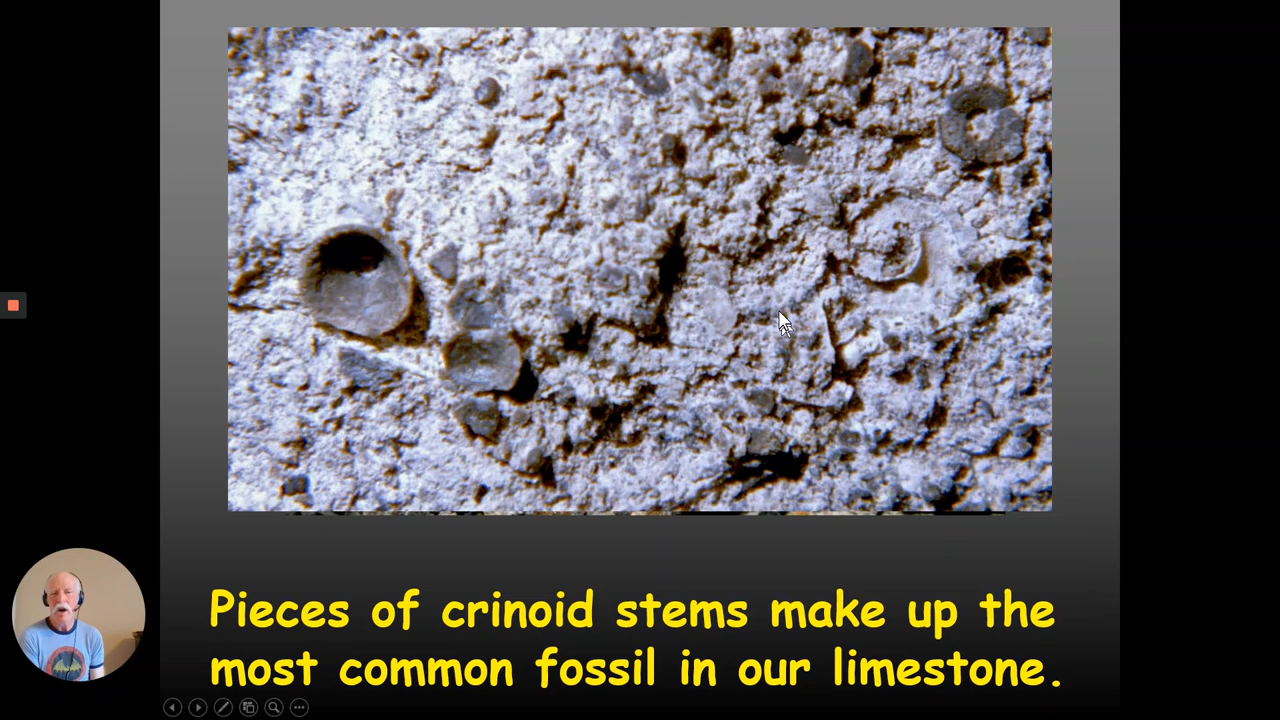 Pieces of crinoid stems make up the
most common fossil in our limestone.